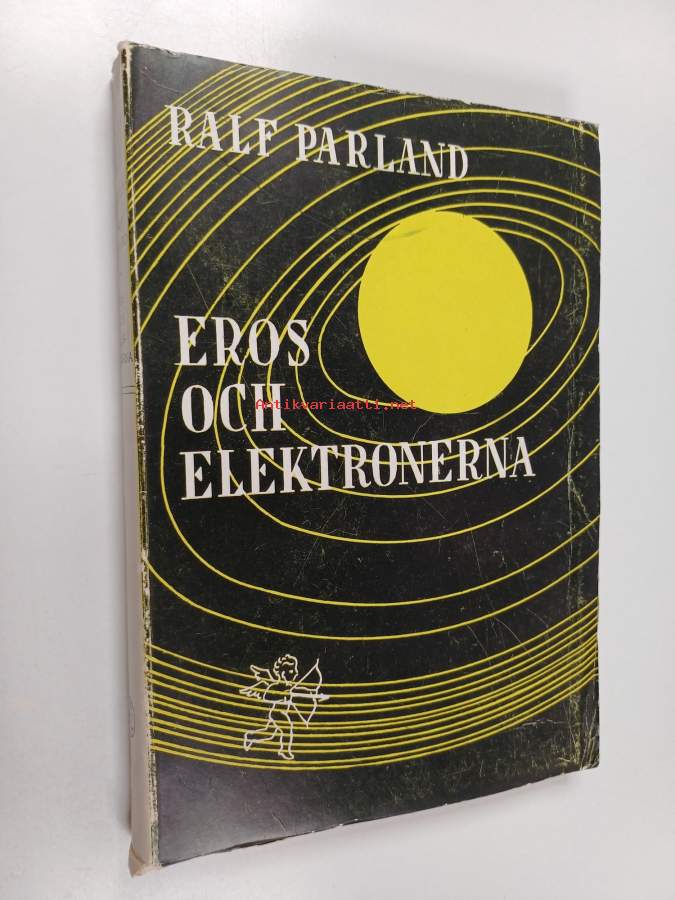 RALF PARLAND
EROS
OCH
ELEKTRONERNA
Antikvariaatti.net